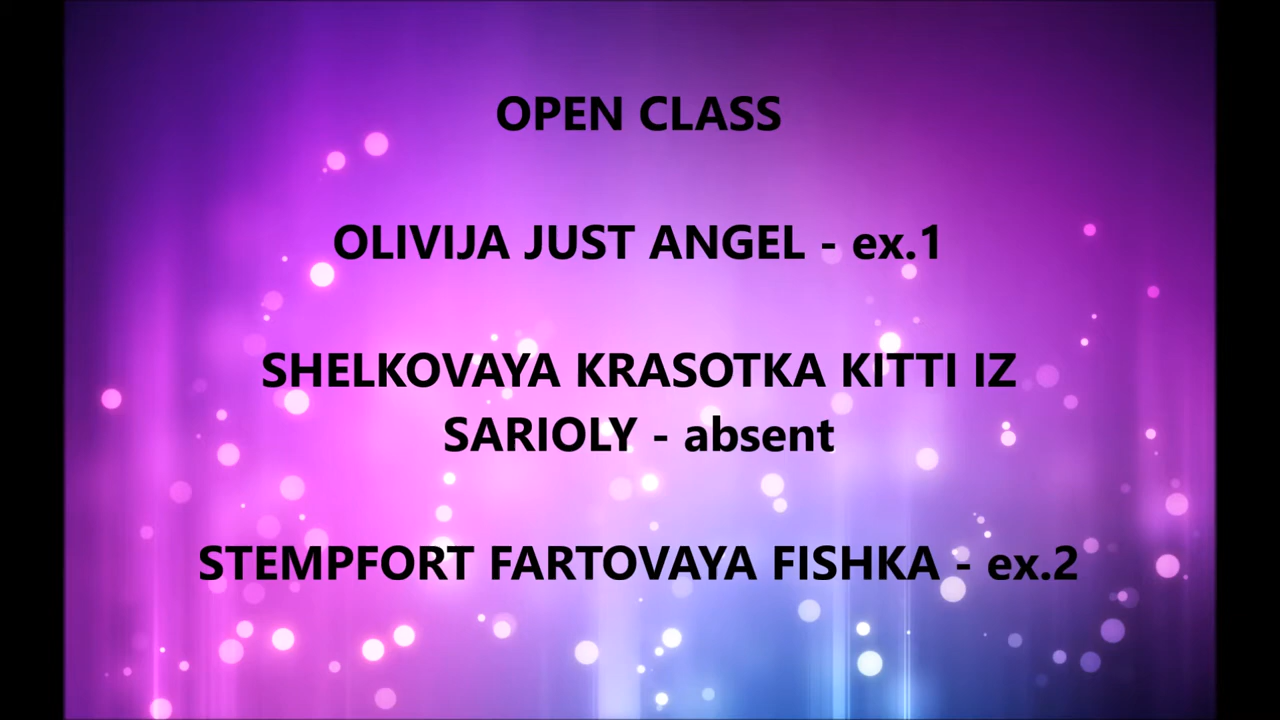 OPEN CLASS
OLIVIJA JUST ANGEL - ex.1
SHELKOVAYA KRASOTKA KITTI IZ
SARIOLY - absent
STEMPFORT FARTOVAYA FISHKA - ex.2